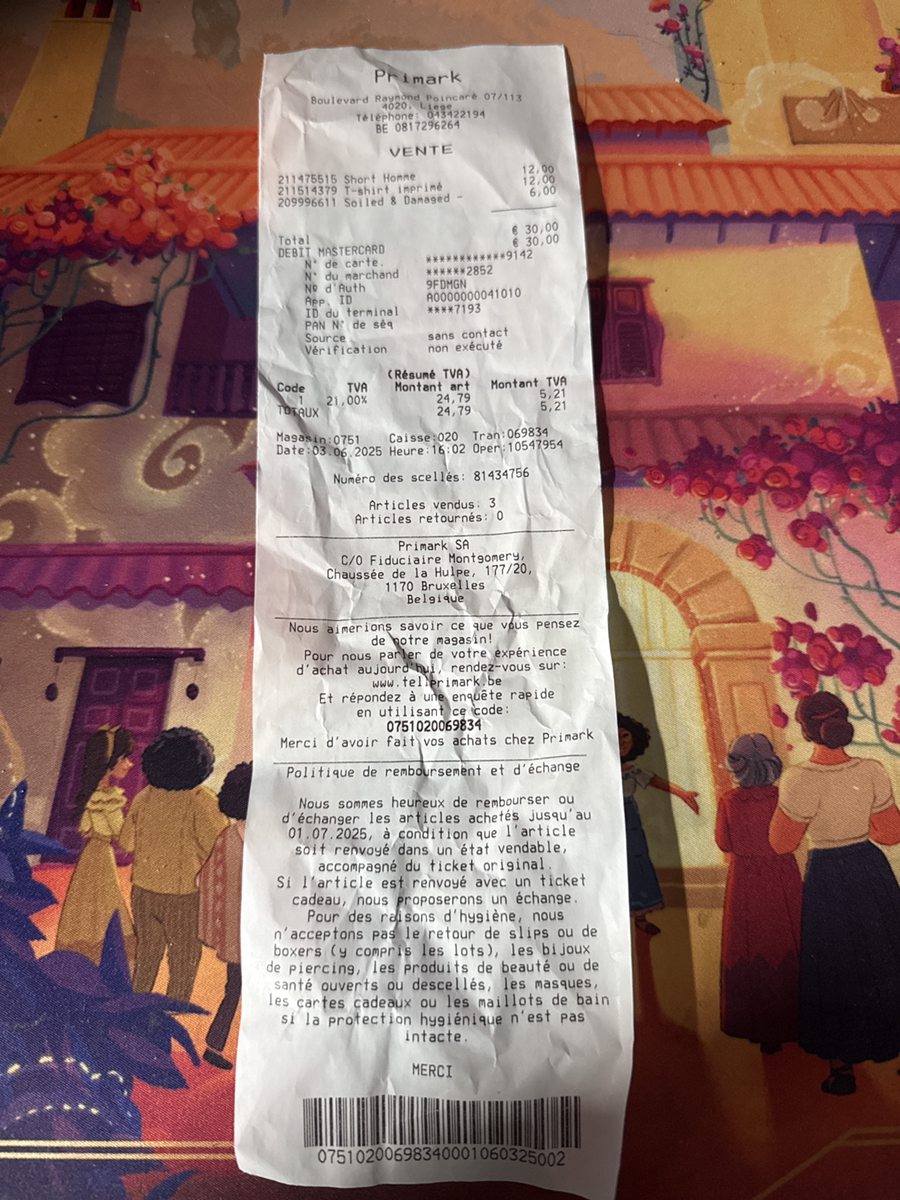 Primark
Boulevard Raymond Poincaré 07/113
4020, Liege
Téléphone: 043422194
BE 0817296264
VENTE
211475515 Short Homme 12,00
211514379 T-shirt imprimé 12,00
209996611 Soiled & Damaged - 6,00
Total € 30,00
DEBIT MASTERCARD € 30,00
N° de carte. ************9142
N° du marchand ******2852
Nº d'Auth 9FDMGN
App. ID A0000000041010
ID du terminal ****7193
PAN N° de séq
Source sans contact
Vérification non exécuté
(Résumé TVA)
Code TVA Montant art Montant TVA
1 21,00% 24,79 5,21
TOTAUX 24,79 5,21
Magasin:0751 Caisse:020 Tran:069834
Date:03.06.2025 Heure:16:02 Oper:10547954
Numéro des scellés: 81434756
Articles vendus: 3
Articles retournés: 0
Primark SA
C/O Fiduciaire Montgomery,
Chaussée de la Hulpe, 177/20,
1170 Bruxelles
Belgique
Nous aimerions savoir ce que vous pensez
de notre magasin!
Pour nous parler de votre expérience
d'achat aujourd'hui, rendez-vous sur:
www.tellprimark.be
Et répondez à une enquête rapide
en utilisant ce code:
0751020069834
Merci d'avoir fait vos achats chez Primark
Politique de remboursement et d'échange
Nous sommes heureux de rembourser ou
d'échanger les articles achetés jusqu'au
01.07.2025, à condition que l'article
soit renvoyé dans un état vendable,
accompagné du ticket original.
Si l'article est renvoyé avec un ticket
cadeau, nous proposerons un échange.
Pour des raisons d'hygiène, nous
n'acceptons pas le retour de slips ou de
boxers (y compris les lots), les bijoux
de piercing, les produits de beauté ou de
santé ouverts ou descellés, les masques,
les cartes cadeaux ou les maillots de bain
si la protection hygiénique n'est pas
intacte.
MERCI
07510200698340001060325002